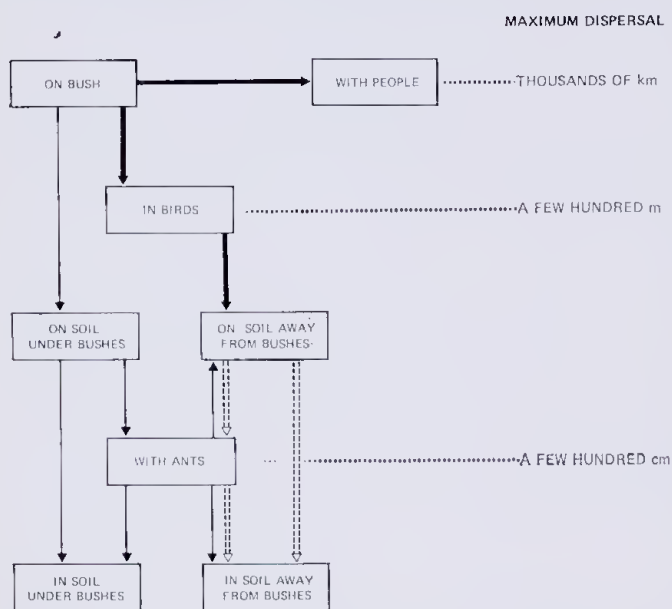 MAXIMUM DISPERSAL
ON BUSH
WITH PEOPLE
THOUSANDS OF km
IN BIRDS
A FEW HUNDRED m
ON SOIL
UNDER BUSHES
ON SOIL AWAY
FROM BUSHES
WITH ANTS
A FEW HUNDRED cm
IN SOIL
UNDER BUSHES
IN SOIL AWAY
FROM BUSHES